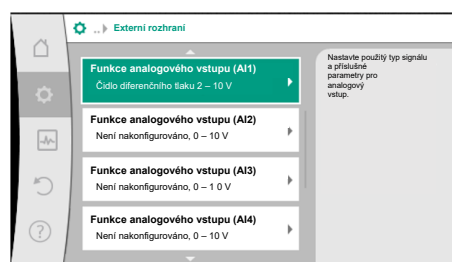 ..
Externí rozhraní
Funkce analogového vstupu (AI1)
Čidlo diferenčního tlaku 2 – 10 V
Funkce analogového vstupu (AI2)
Není nakonfigurováno, 0 – 10 V
Funkce analogového vstupu (AI3)
Není nakonfigurováno, 0 – 1 0 V
Funkce analogového vstupu (AI4)
Není nakonfigurováno, 0 – 10 V
Nastavte použitý typ signálu
a příslušné
parametry pro
analogový
vstup.
?